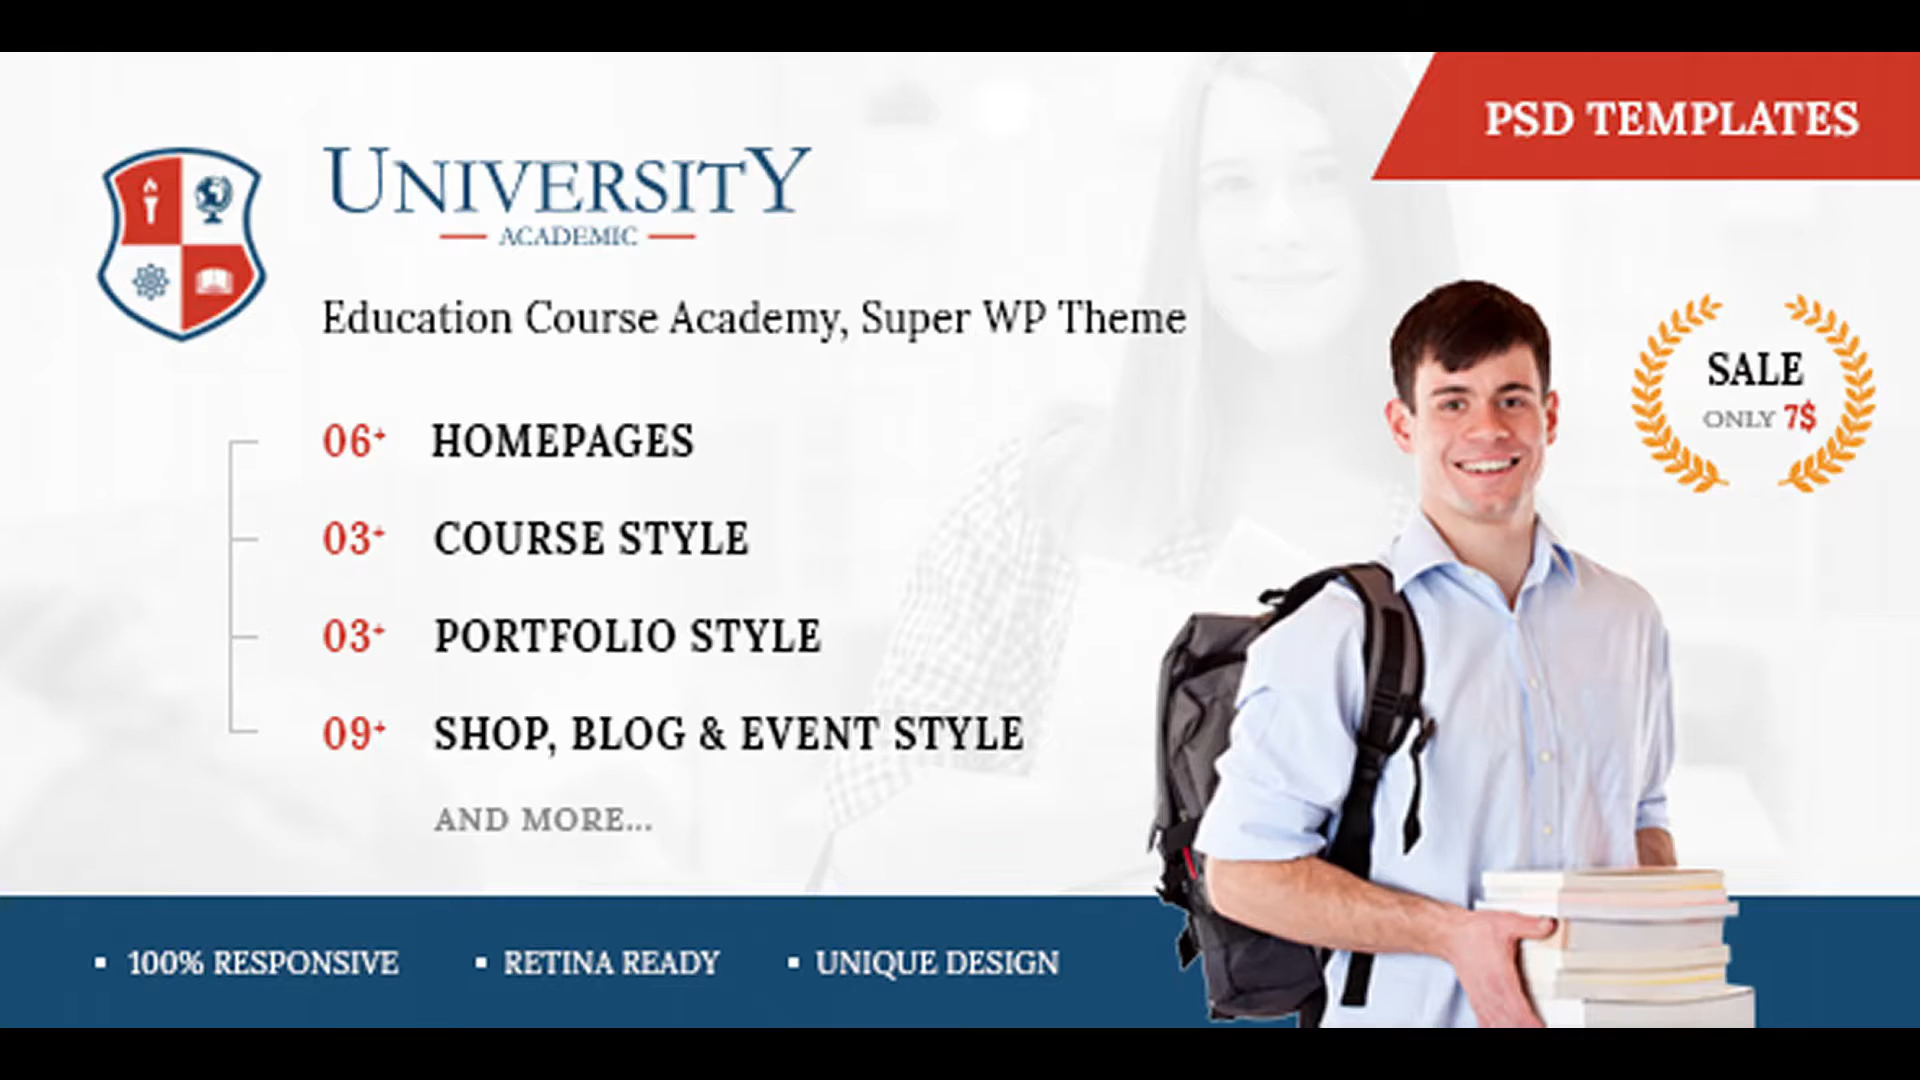 PSD TEMPLATES
UNIVERSITY
ACADEMIC
Education Course Academy, Super WP Theme
SALE
ONLY 7$
06+ HOMEPAGES
03+ COURSE STYLE
03+ PORTFOLIO STYLE
09+ SHOP, BLOG & EVENT STYLE
AND MORE...
▪ 100% RESPONSIVE ▪ RETINA READY ▪ UNIQUE DESIGN